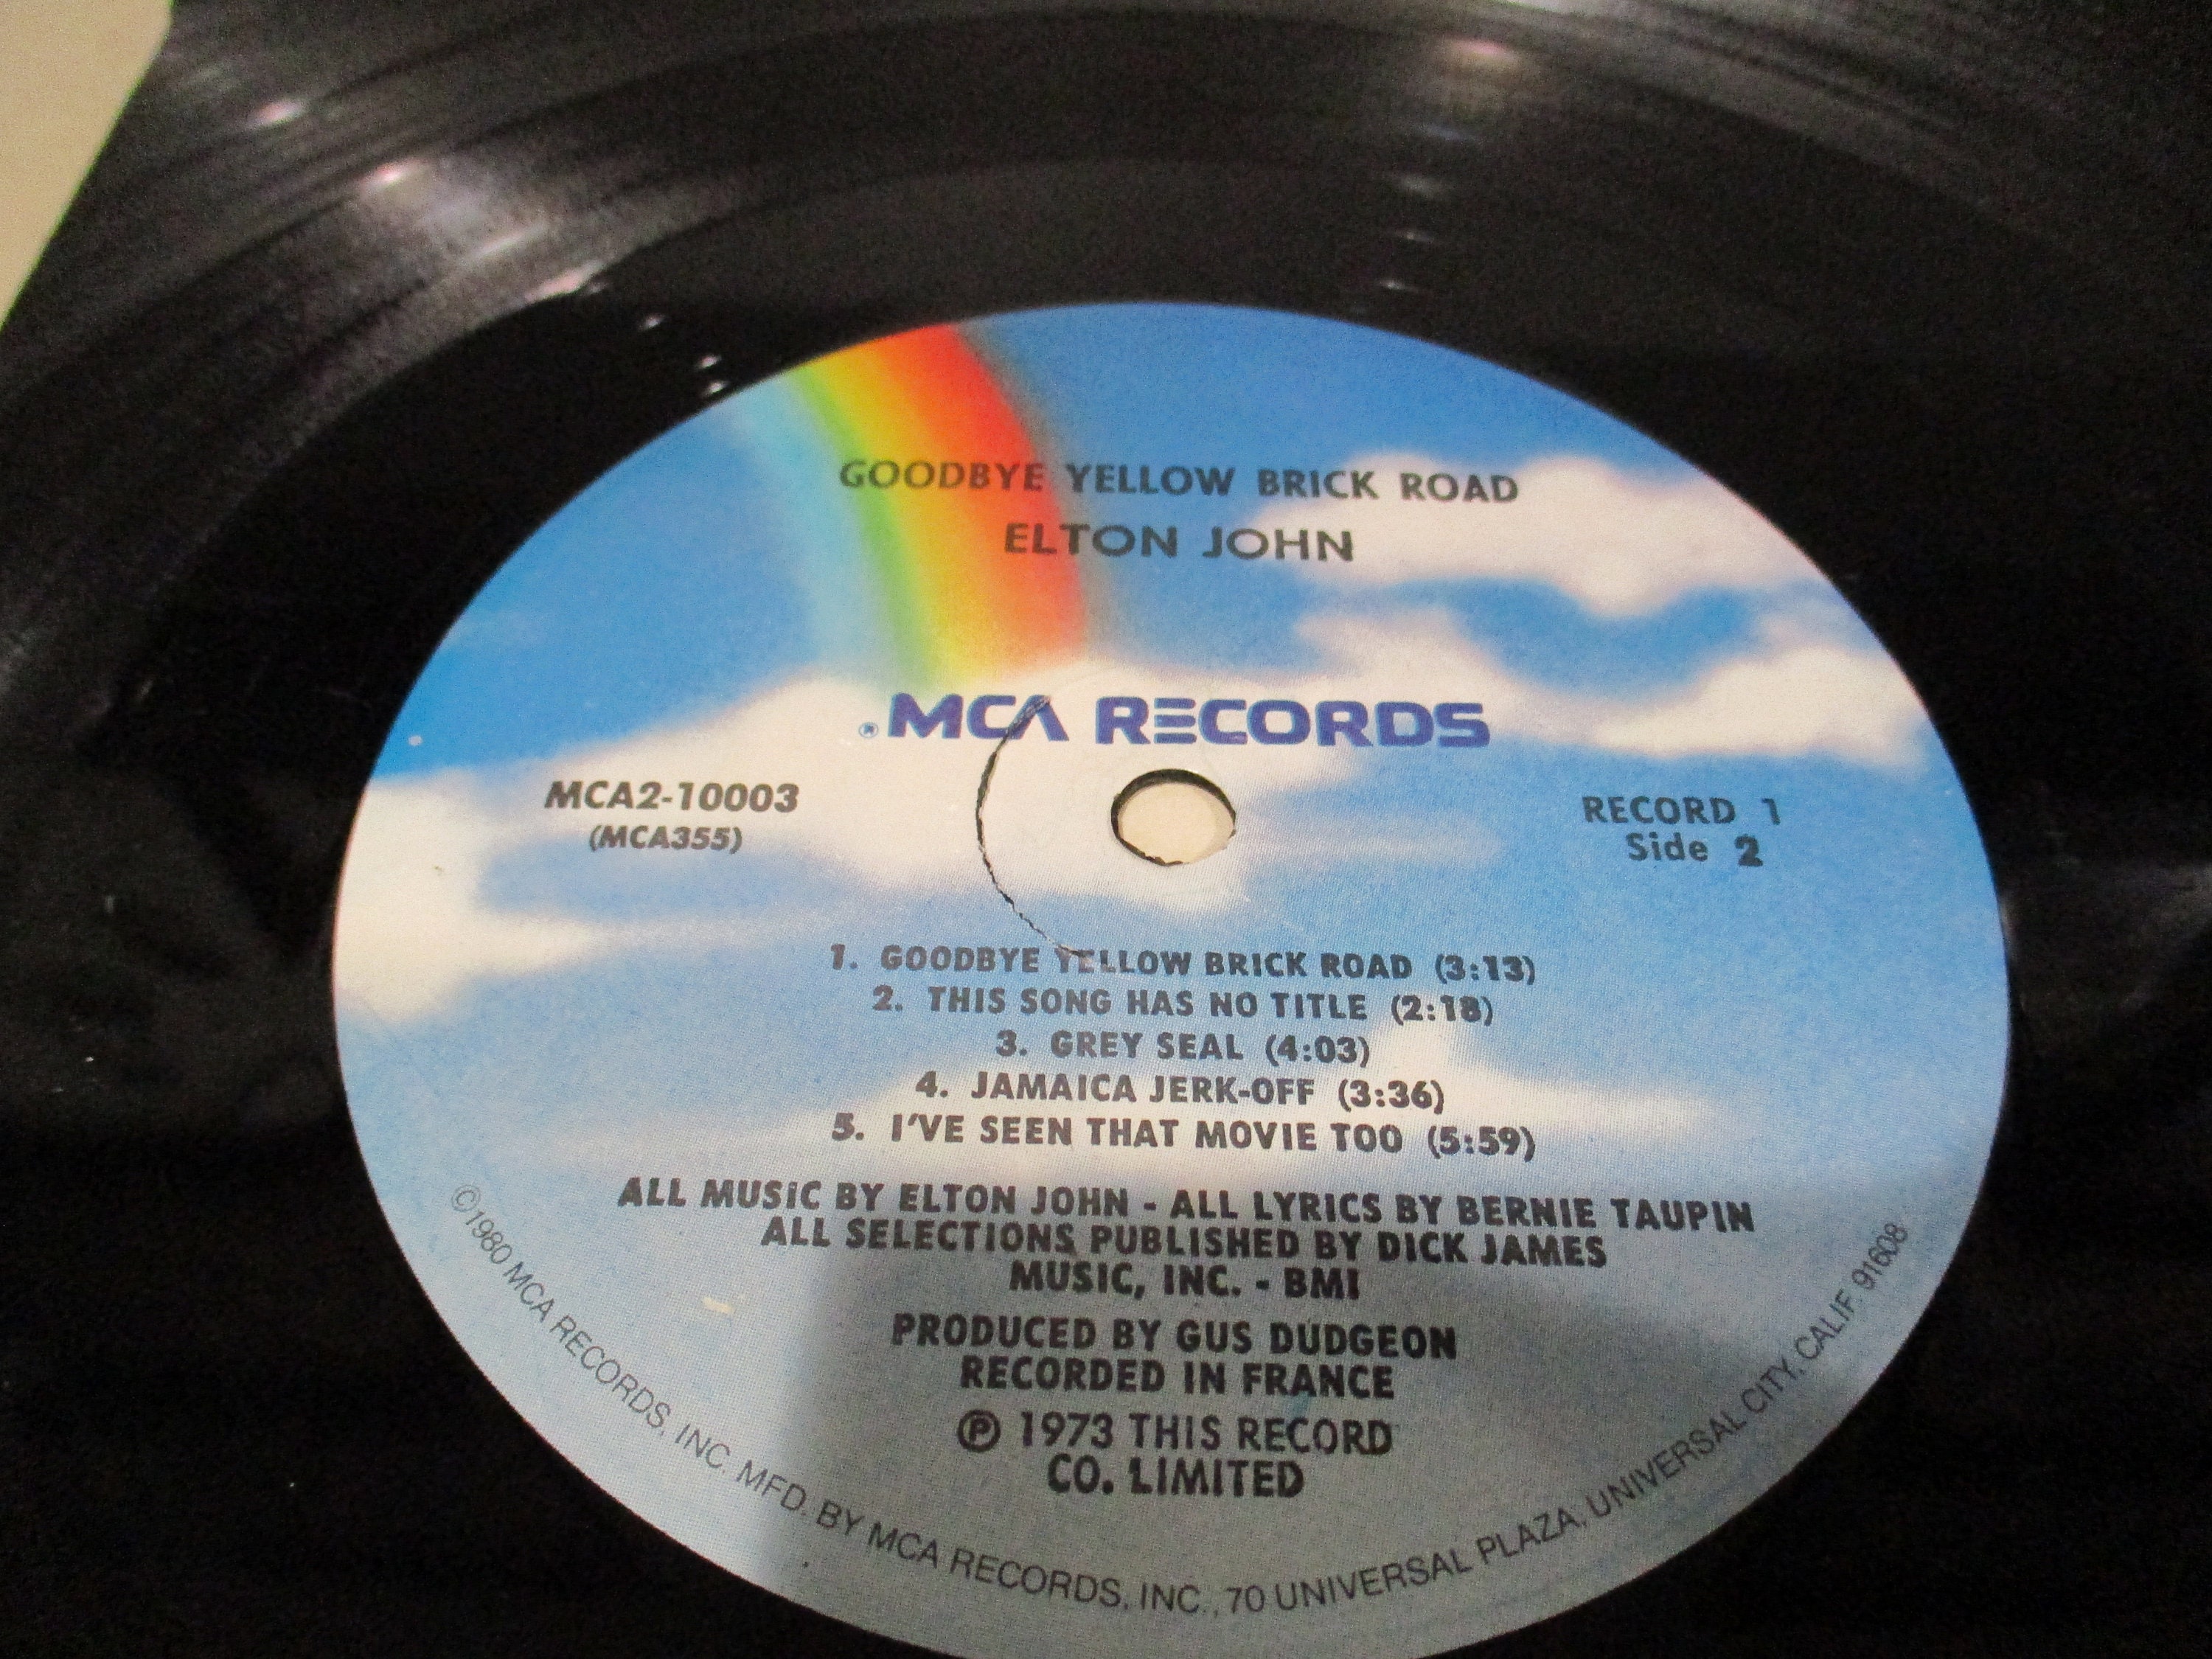 GOODBYE YELLOW BRICK ROAD
ELTON JOHN
® MCA RECORDS
MCA2-10003
(MCA355)
RECORD 1
Side 2
1. GOODBYE YELLOW BRICK ROAD (3:13)
2. THIS SONG HAS NO TITLE (2:18)
3. GREY SEAL (4:03)
4. JAMAICA JERK-OFF (3:36)
5. I'VE SEEN THAT MOVIE TOO (5:59)
ALL MUSIC BY ELTON JOHN - ALL LYRICS BY BERNIE TAUPIN
ALL SELECTIONS PUBLISHED BY DICK JAMES
MUSIC, INC. - BMI
PRODUCED BY GUS DUDGEON
RECORDED IN FRANCE
℗ 1973 THIS RECORD
CO. LIMITED
©1980 MCA RECORDS, INC. MFD. BY MCA RECORDS, INC., 70 UNIVERSAL PLAZA, UNIVERSAL CITY, CALIF. 91608